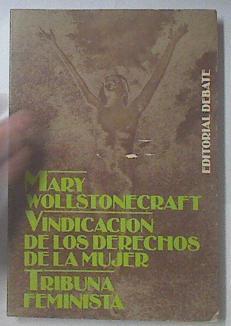 EDITORIAL DEBATE
MARY
WOLLSTONECRAFT
VINDICACION
DE LOS DERECHOS
DE LA MUJER
TRIBUNA
FEMINISTA